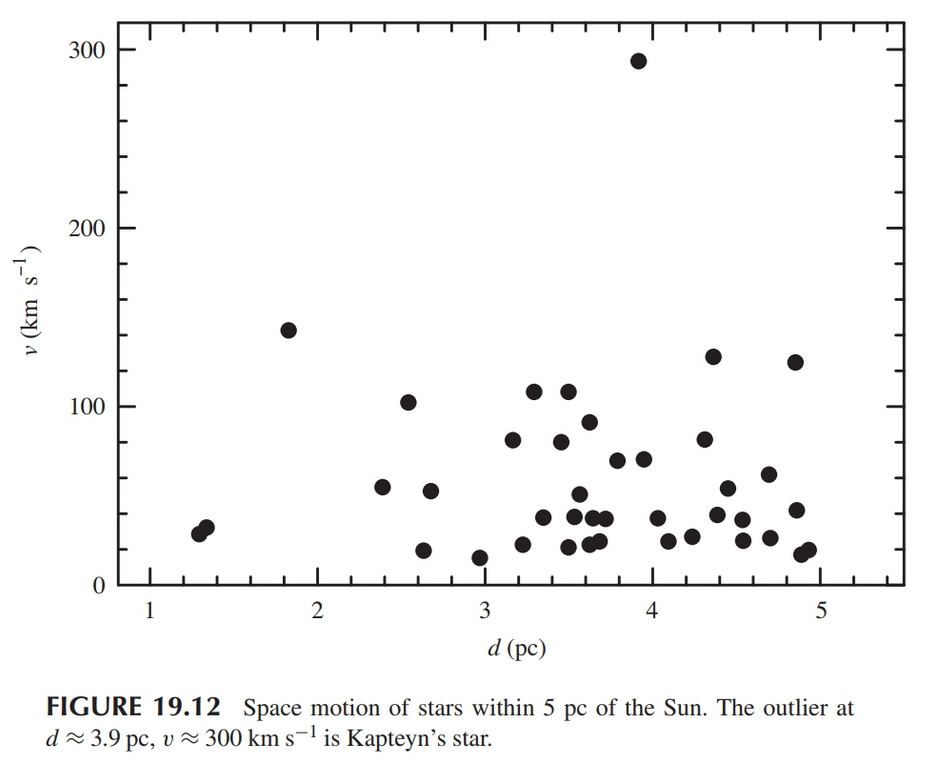 300
200
100
0
v (km s⁻¹)
1 2 3 4 5
d (pc)
FIGURE 19.12 Space motion of stars within 5 pc of the Sun. The outlier at
d ≈ 3.9 pc, v ≈ 300 km s⁻¹ is Kapteyn’s star.